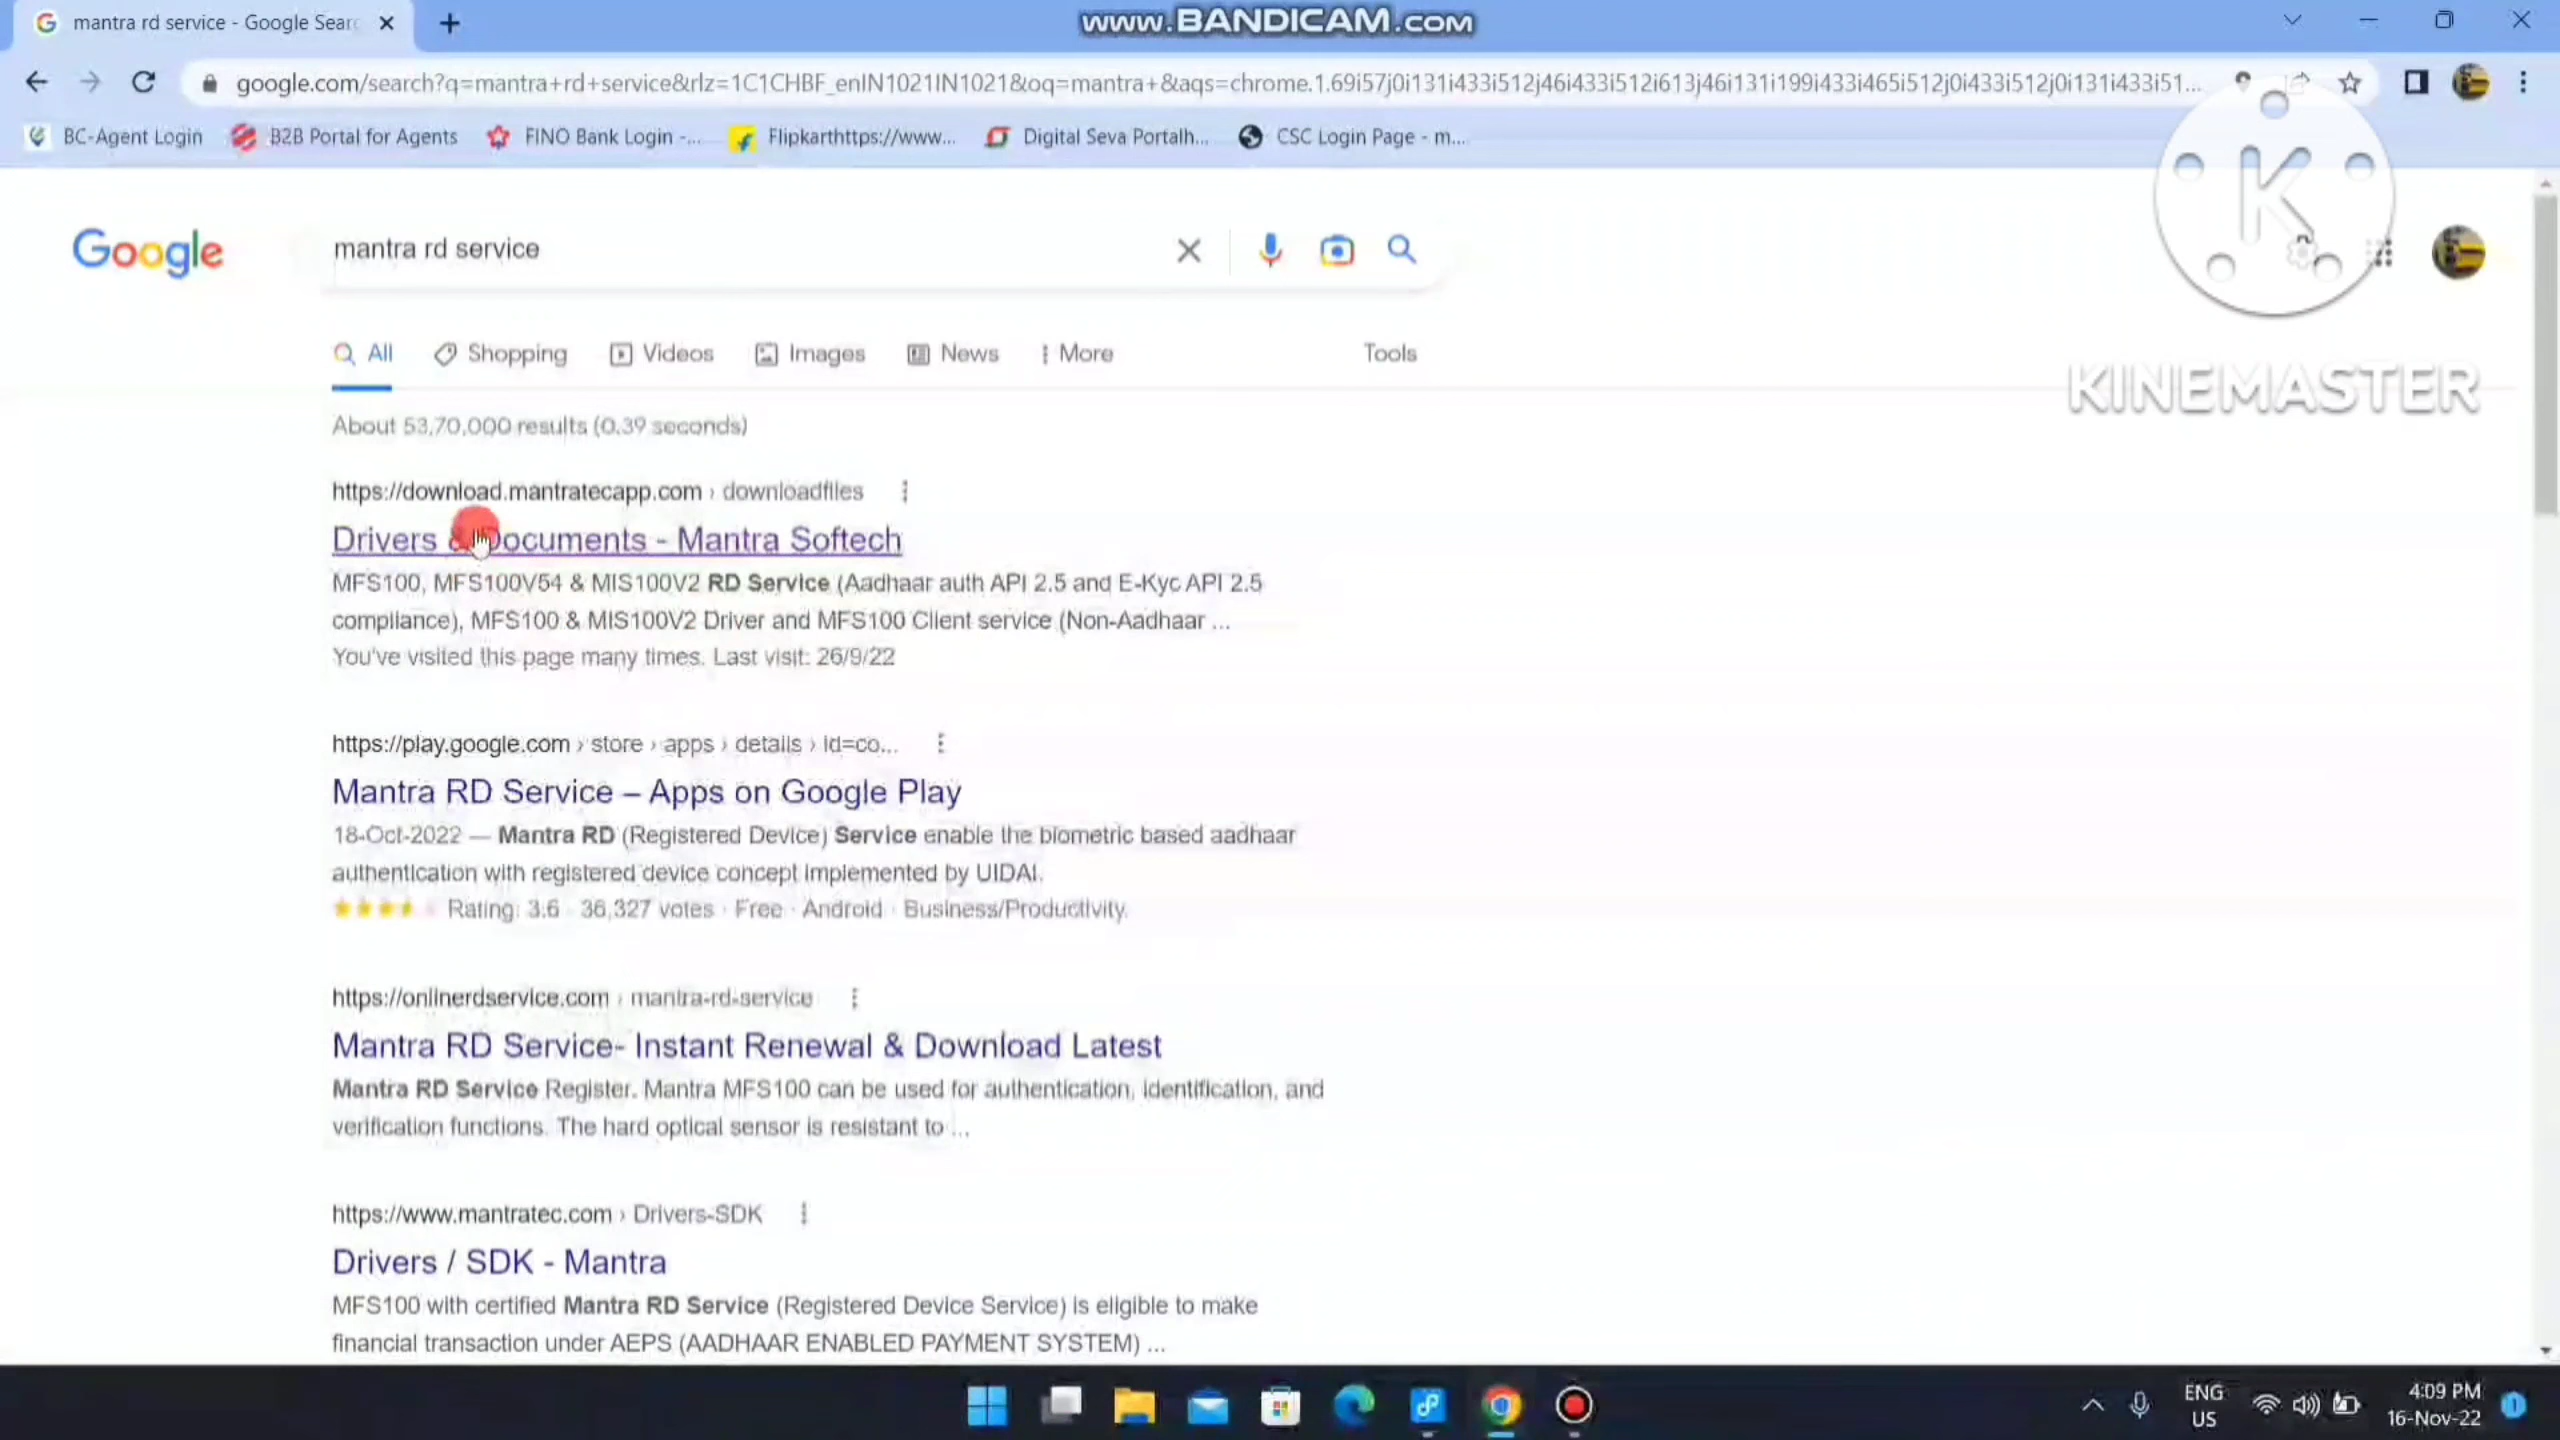 mantra rd service - Google Sear
www.BANDICAM.com
google.com/search?q=mantra+rd+service&rlz=1C1CHBF_enIN1021IN1021&oq=mantra+&aqs=chrome.1.69i57j0i131i433i512j46i433i512i613j46i131i199i433i465i512j0i433i512j0i131i433i51...
BC-Agent Login
B2B Portal for Agents
FINO Bank Login -...
Flipkarthttps://www...
Digital Seva Portalh...
CSC Login Page - m...
Google
mantra rd service
K
KINEMASTER
All
Shopping
Videos
Images
News
More
Tools
About 53,70,000 results (0.39 seconds)
https://download.mantratecapp.com › downloadfiles
Drivers & Documents - Mantra Softech
MFS100, MFS100V54 & MIS100V2 RD Service (Aadhaar auth API 2.5 and E-Kyc API 2.5
compliance), MFS100 & MIS100V2 Driver and MFS100 Client service (Non-Aadhaar ...
You've visited this page many times. Last visit: 26/9/22
https://play.google.com › store › apps › details › id=co...
Mantra RD Service – Apps on Google Play
18-Oct-2022 — Mantra RD (Registered Device) Service enable the biometric based aadhaar
authentication with registered device concept implemented by UIDAI.
Rating: 3.6 · 36,327 votes · Free · Android · Business/Productivity
https://onlinerdservice.com › mantra-rd-service
Mantra RD Service- Instant Renewal & Download Latest
Mantra RD Service Register. Mantra MFS100 can be used for authentication, identification, and
verification functions. The hard optical sensor is resistant to ...
https://www.mantratec.com › Drivers-SDK
Drivers / SDK - Mantra
MFS100 with certified Mantra RD Service (Registered Device Service) is eligible to make
financial transaction under AEPS (AADHAAR ENABLED PAYMENT SYSTEM) ...
ENG
US
4:09 PM
16-Nov-22
1